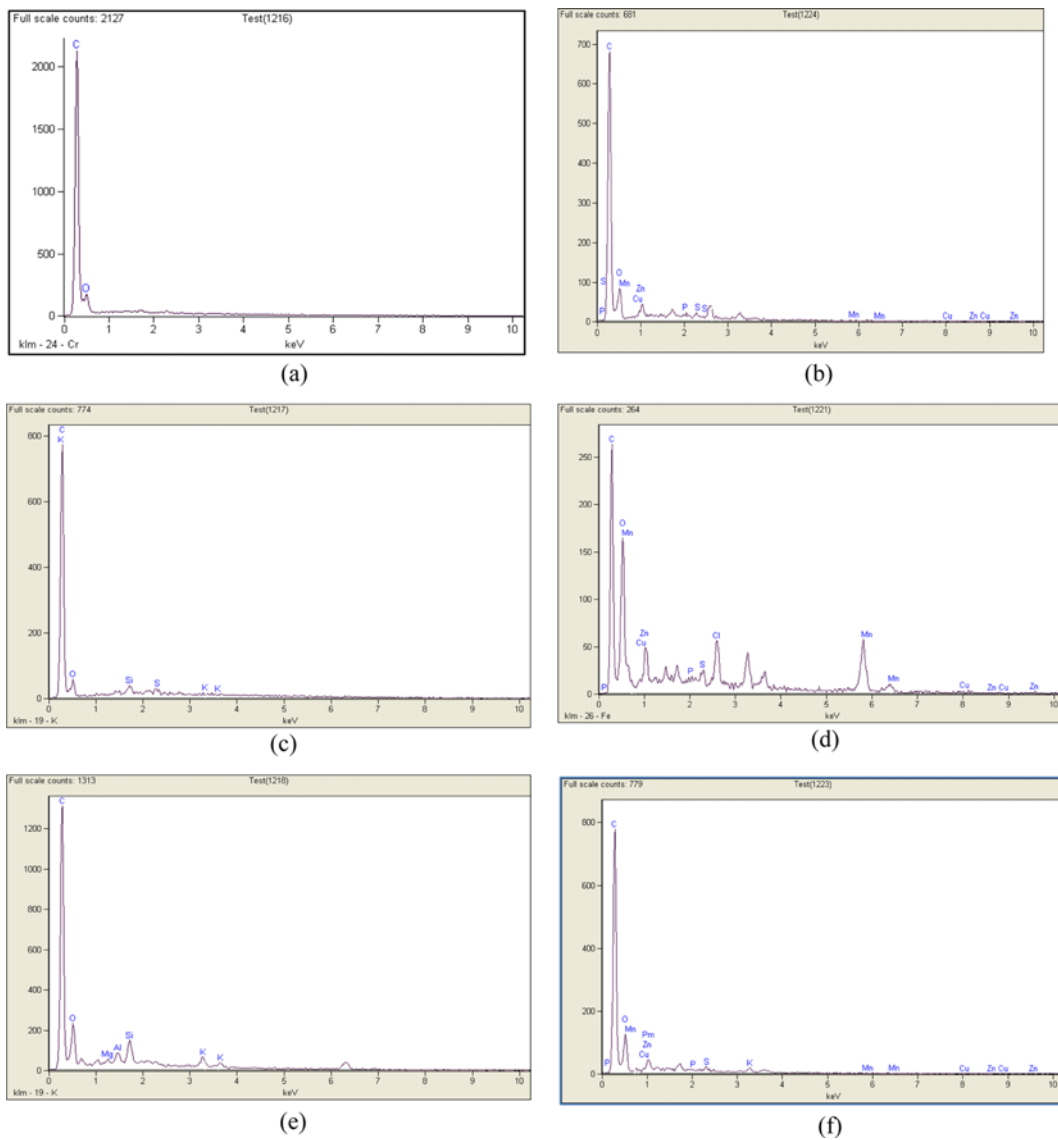 Full scale counts: 2127 Test(1216)
C
2000
1500
1000
500
O
0
0 1 2 3 4 5 6 7 8 9 10
klm - 24 - Cr keV
(a)
Full scale counts: 681 Test(1224)
700
C
600
500
400
300
200
100
S O Zn
Mn
Cu
P P S S Mn Mn Cu Zn Cu Zn
0
0 1 2 3 4 5 6 7 8 9 10
keV
(b)
Full scale counts: 774 Test(1217)
800
C
K
600
400
200
O Si S K K
0
0 1 2 3 4 5 6 7 8 9 10
klm - 19 - K keV
(c)
Full scale counts: 264 Test(1221)
C
250
200
O
Mn
150
100
Zn
Cu Cl Mn
50
P P S Mn Cu Zn Cu Zn
0
0 1 2 3 4 5 6 7 8 9 10
klm - 26 - Fe keV
(d)
Full scale counts: 1313 Test(1218)
C
1200
1000
800
600
400
O
200
Mg Al Si K K
0
0 1 2 3 4 5 6 7 8 9 10
klm - 19 - K keV
(e)
Full scale counts: 779 Test(1223)
800
C
600
400
200
O
Mn Pm
Zn
Cu
P P S K Mn Mn Cu Zn Cu Zn
0
0 1 2 3 4 5 6 7 8 9 10
keV
(f)